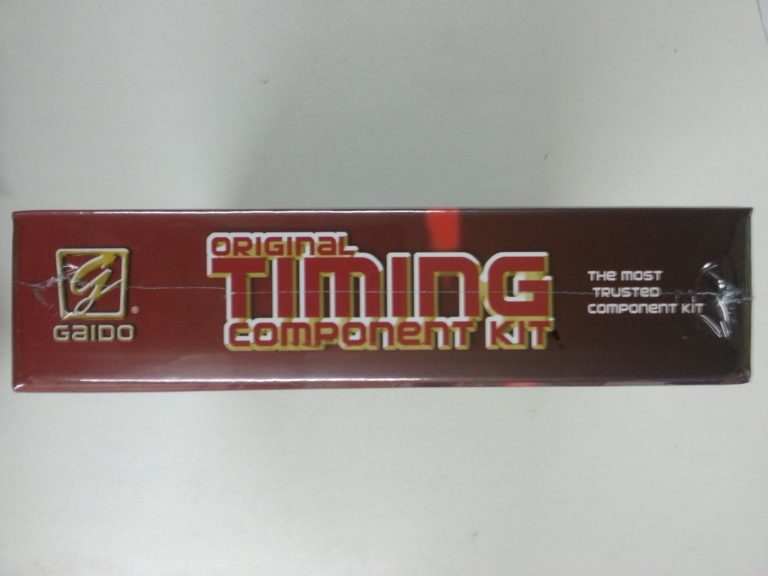 GAIDO®
ORIGINAL
TIMING
COMPONENT KIT
THE MOST
TRUSTED
COMPONENT KIT